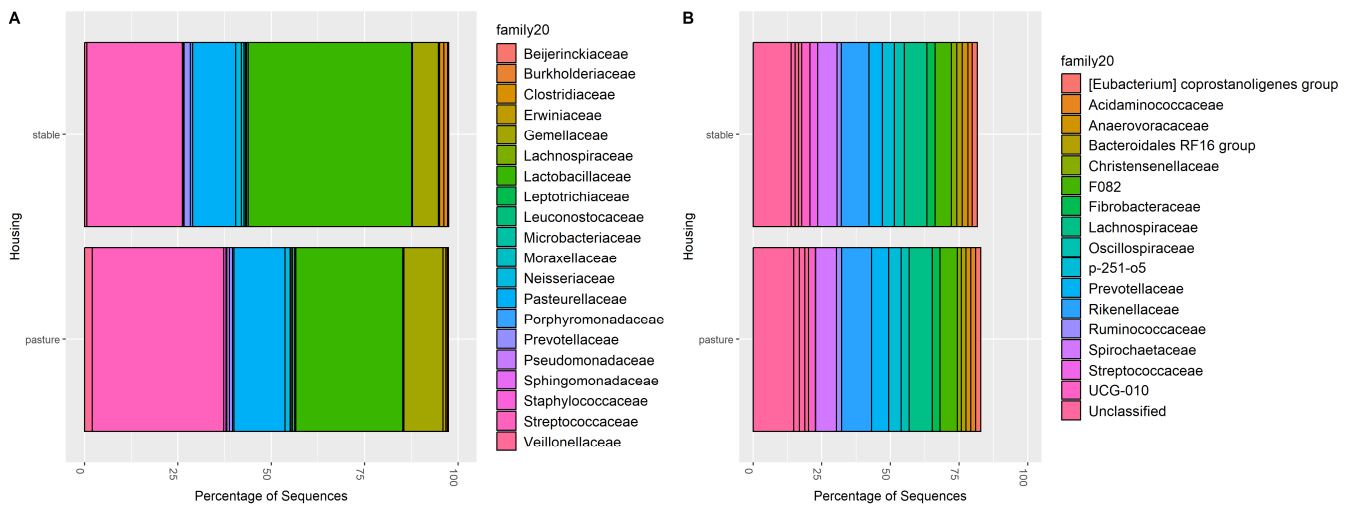 A
stable
pasture
Housing
0
25
50
75
100
Percentage of Sequences
family20
Beijerinckiaceae
Burkholderiaceae
Clostridiaceae
Erwiniaceae
Gemellaceae
Lachnospiraceae
Lactobacillaceae
Leptotrichiaceae
Leuconostocaceae
Microbacteriaceae
Moraxellaceae
Neisseriaceae
Pasteurellaceae
Porphyromonadaceae
Prevotellaceae
Pseudomonadaceae
Sphingomonadaceae
Staphylococcaceae
Streptococcaceae
Veillonellaceae
B
stable
pasture
Housing
0
25
50
75
100
Percentage of Sequences
family20
[Eubacterium] coprostanoligenes group
Acidaminococcaceae
Anaerovoracaceae
Bacteroidales RF16 group
Christensenellaceae
F082
Fibrobacteraceae
Lachnospiraceae
Oscillospiraceae
p-251-o5
Prevotellaceae
Rikenellaceae
Ruminococcaceae
Spirochaetaceae
Streptococcaceae
UCG-010
Unclassified